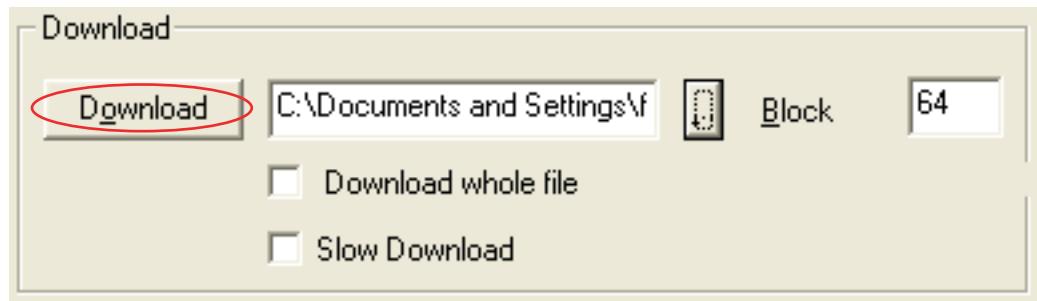 Download
Download C:\Documents and Settings\f Block 64
Download whole file
Slow Download